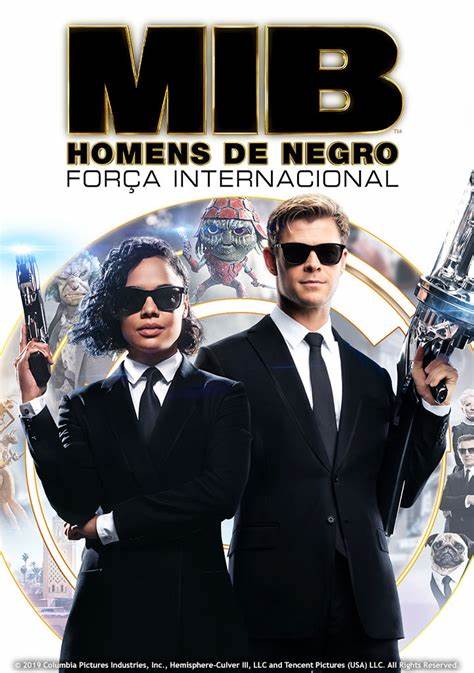 MIB™
HOMENS DE NEGRO
FORÇA INTERNACIONAL
© 2019 Columbia Pictures Industries, Inc., Hemisphere-Culver III, LLC and Tencent Pictures (USA) LLC. All Rights Reserved.